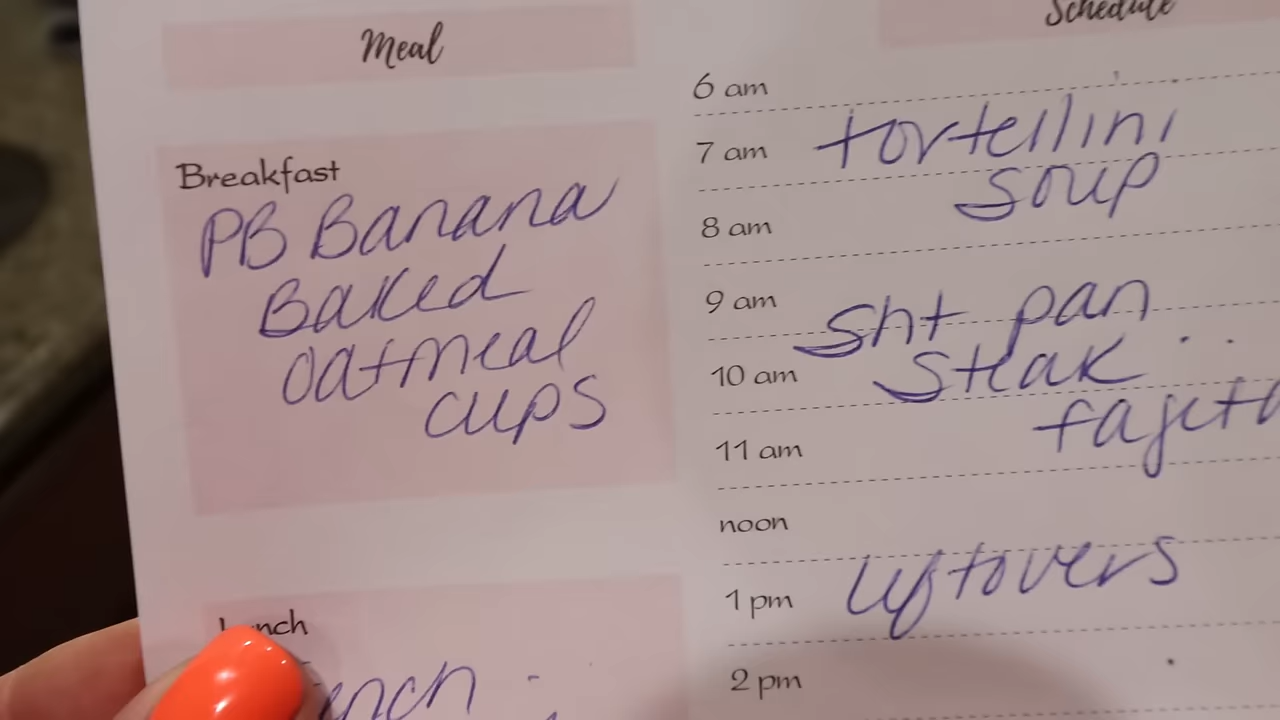 Meal
Breakfast
PB Banana
Baked
oatmeal
cups
Lunch
Schedule
6 am
7 am
tortellini
soup
8 am
9 am
sht pan
10 am
steak
11 am
noon
1 pm
leftovers
2 pm